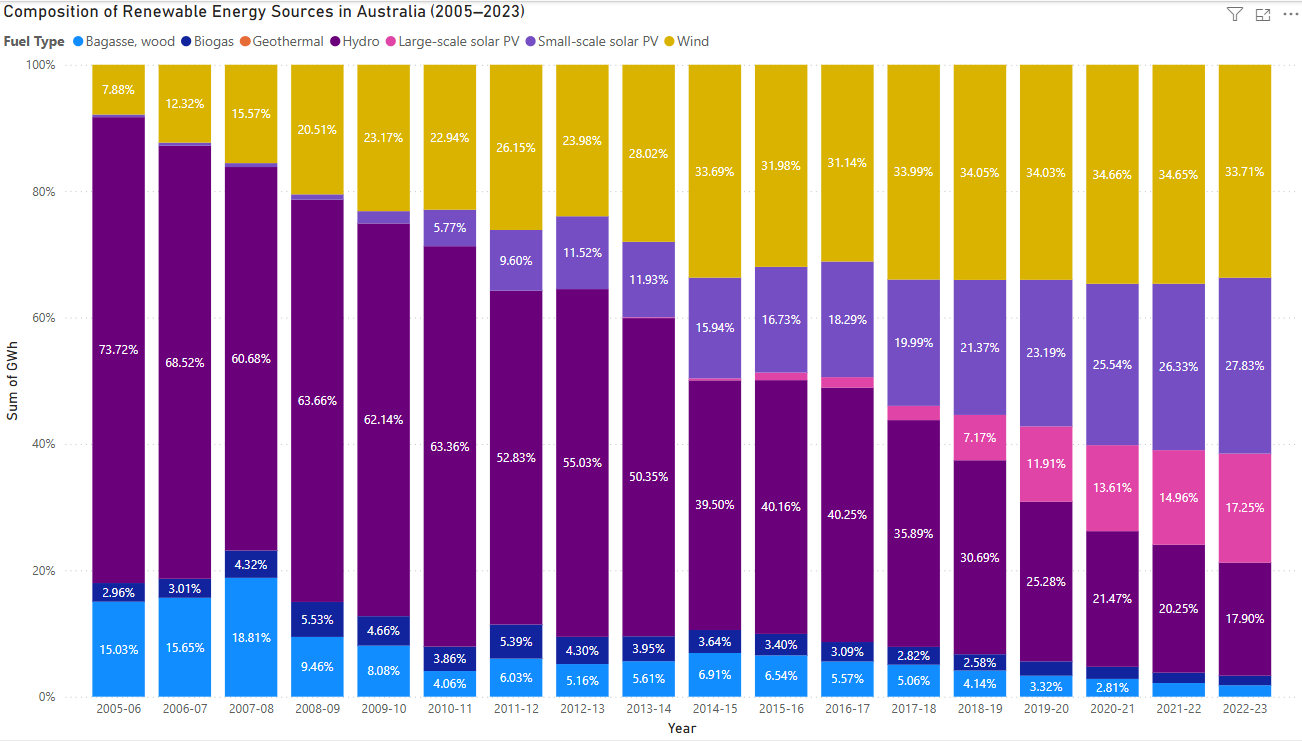 Composition of Renewable Energy Sources in Australia (2005–2023)
Fuel Type Bagasse, wood Biogas Geothermal Hydro Large-scale solar PV Small-scale solar PV Wind
100%
80%
60%
40%
20%
0%
Sum of GWh
7.88% 12.32% 15.57% 20.51% 23.17% 22.94% 26.15% 23.98% 28.02% 33.69% 31.98% 31.14% 33.99% 34.05% 34.03% 34.66% 34.65% 33.71%
5.77% 9.60% 11.52% 11.93% 15.94% 16.73% 18.29% 19.99% 21.37% 23.19% 25.54% 26.33% 27.83%
7.17% 11.91% 13.61% 14.96% 17.25%
73.72% 68.52% 60.68% 63.66% 62.14% 63.36% 52.83% 55.03% 50.35% 39.50% 40.16% 40.25% 35.89% 30.69% 25.28% 21.47% 20.25% 17.90%
2.96% 3.01% 4.32% 5.53% 4.66% 3.86% 5.39% 4.30% 3.95% 3.64% 3.40% 3.09% 2.82% 2.58%
15.03% 15.65% 18.81% 9.46% 8.08% 4.06% 6.03% 5.16% 5.61% 6.91% 6.54% 5.57% 5.06% 4.14% 3.32% 2.81%
2005-06 2006-07 2007-08 2008-09 2009-10 2010-11 2011-12 2012-13 2013-14 2014-15 2015-16 2016-17 2017-18 2018-19 2019-20 2020-21 2021-22 2022-23
Year